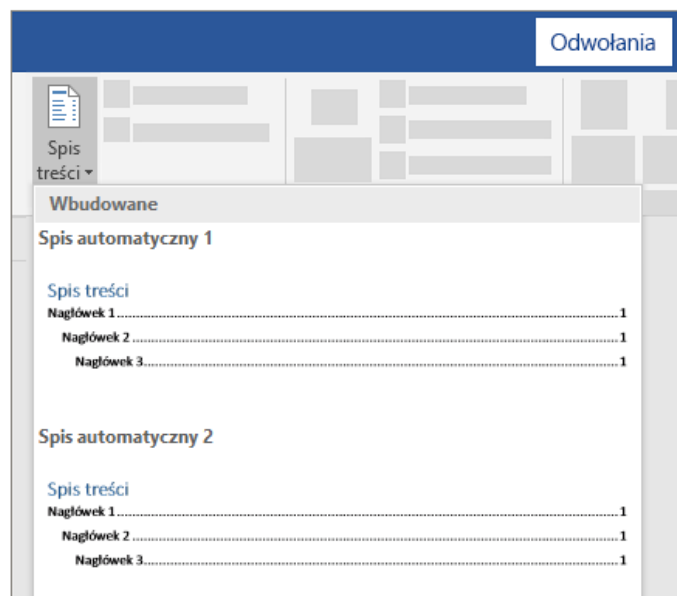 Odwołania
Spis
treści
Wbudowane
Spis automatyczny 1
Spis treści
Nagłówek 1........................................................................1
Nagłówek 2........................................................................1
Nagłówek 3........................................................................1
Spis automatyczny 2
Spis treści
Nagłówek 1........................................................................1
Nagłówek 2........................................................................1
Nagłówek 3........................................................................1